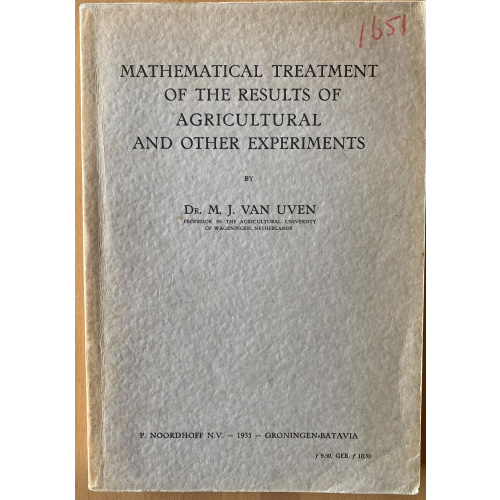 1651
MATHEMATICAL TREATMENT
OF THE RESULTS OF
AGRICULTURAL
AND OTHER EXPERIMENTS
BY
DR. M. J. VAN UVEN
PROFESSOR IN THE AGRICULTURAL UNIVERSITY
OF WAGENINGEN, NETHERLANDS
P. NOORDHOFF N.V. – 1935 – GRONINGEN-BATAVIA
ƒ 9.50, GEB. ƒ 10.50